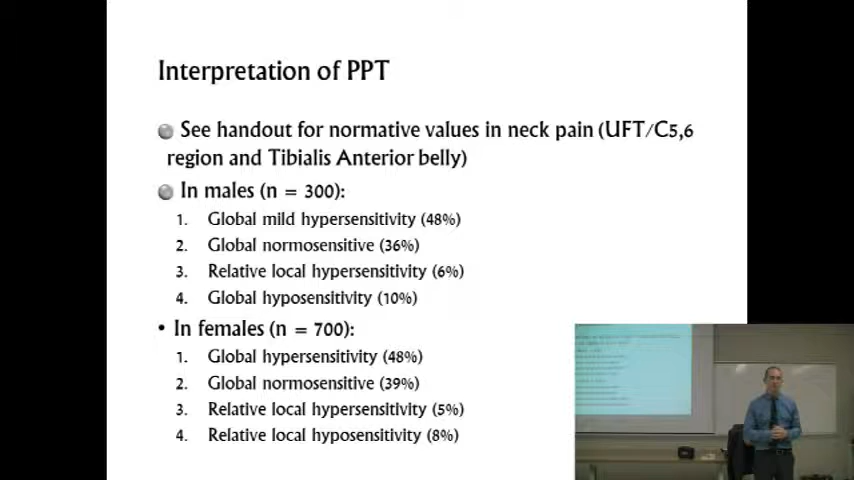 Interpretation of PPT
See handout for normative values in neck pain (UFT/C5,6
region and Tibialis Anterior belly)
In males (n = 300):
1. Global mild hypersensitivity (48%)
2. Global normosensitive (36%)
3. Relative local hypersensitivity (6%)
4. Global hyposensitivity (10%)
• In females (n = 700):
1. Global hypersensitivity (48%)
2. Global normosensitive (39%)
3. Relative local hypersensitivity (5%)
4. Relative local hyposensitivity (8%)